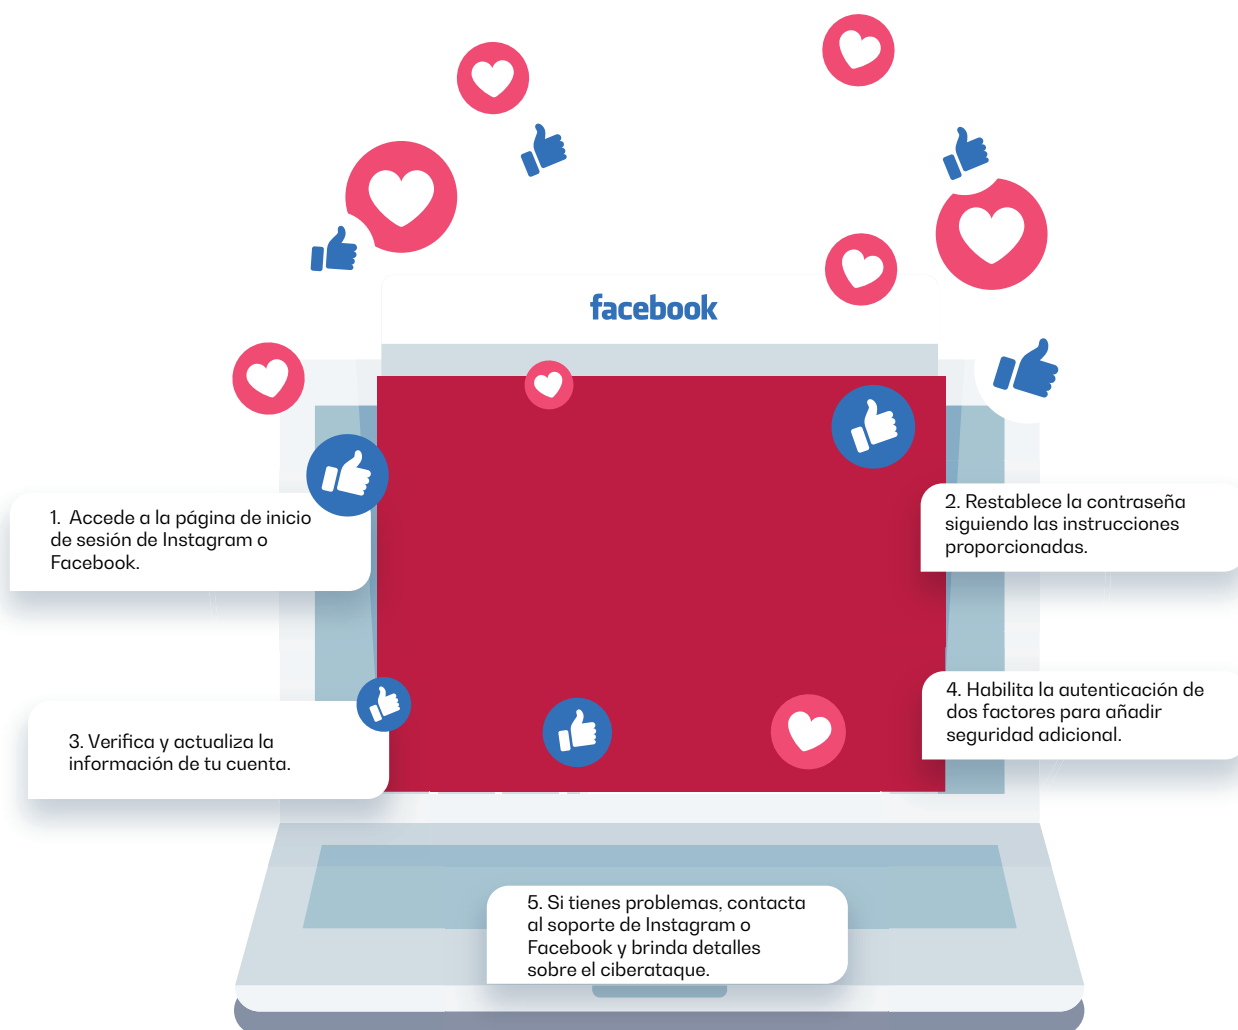 facebook
1. Accede a la página de inicio
de sesión de Instagram o
Facebook.
2. Restablece la contraseña
siguiendo las instrucciones
proporcionadas.
3. Verifica y actualiza la
información de tu cuenta.
4. Habilita la autenticación de
dos factores para añadir
seguridad adicional.
5. Si tienes problemas, contacta
al soporte de Instagram o
Facebook y brinda detalles
sobre el ciberataque.